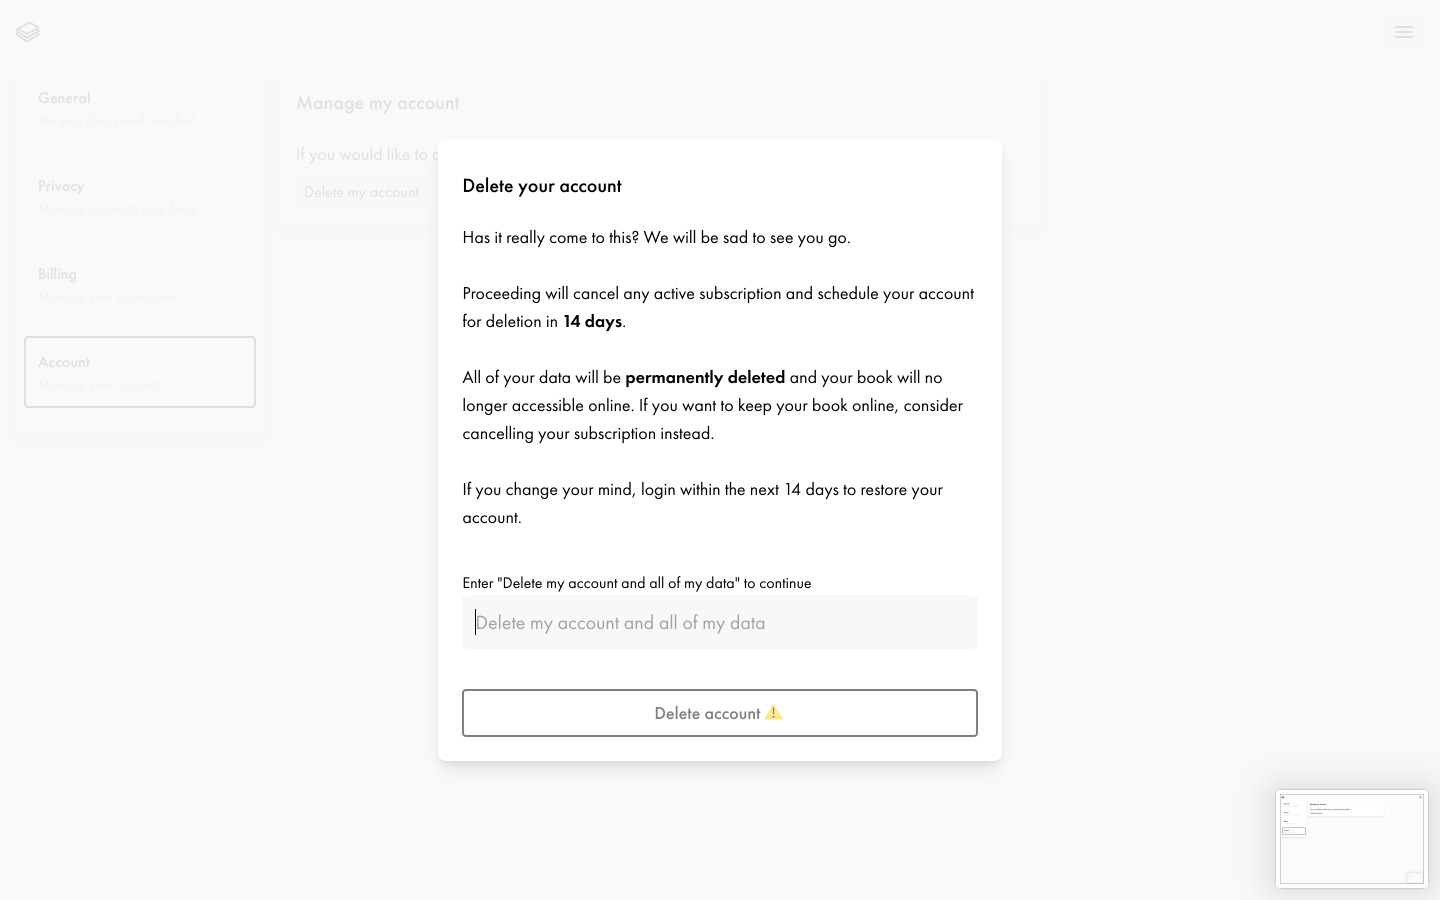 General
The way things work and feel
Privacy
Manage access to your book
Billing
Manage your subscription
Account
Manage your account
Manage my account
If you would like to
Delete my account
Delete your account
Has it really come to this? We will be sad to see you go.
Proceeding will cancel any active subscription and schedule your account
for deletion in 14 days.
All of your data will be permanently deleted and your book will no
longer accessible online. If you want to keep your book online, consider
cancelling your subscription instead.
If you change your mind, login within the next 14 days to restore your
account.
Enter "Delete my account and all of my data" to continue
Delete my account and all of my data
Delete account ⚠️